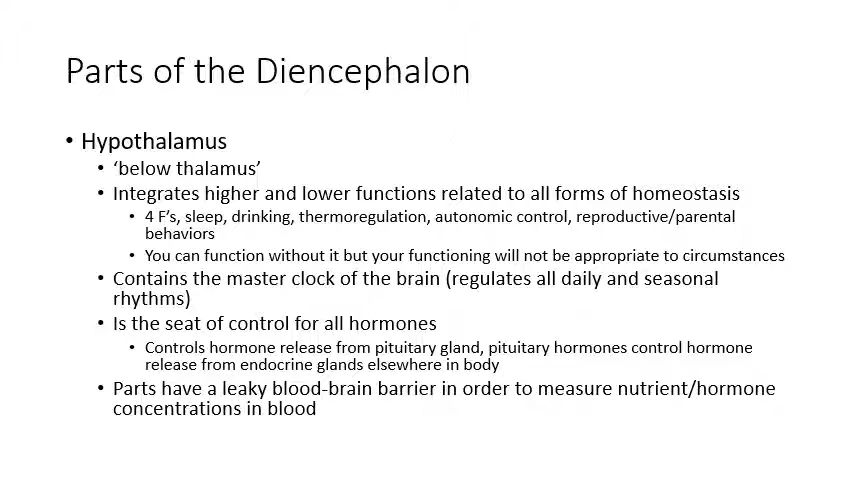 Parts of the Diencephalon
• Hypothalamus
• ‘below thalamus’
• Integrates higher and lower functions related to all forms of homeostasis
• 4 F’s, sleep, drinking, thermoregulation, autonomic control, reproductive/parental
behaviors
• You can function without it but your functioning will not be appropriate to circumstances
• Contains the master clock of the brain (regulates all daily and seasonal
rhythms)
• Is the seat of control for all hormones
• Controls hormone release from pituitary gland, pituitary hormones control hormone
release from endocrine glands elsewhere in body
• Parts have a leaky blood-brain barrier in order to measure nutrient/hormone
concentrations in blood